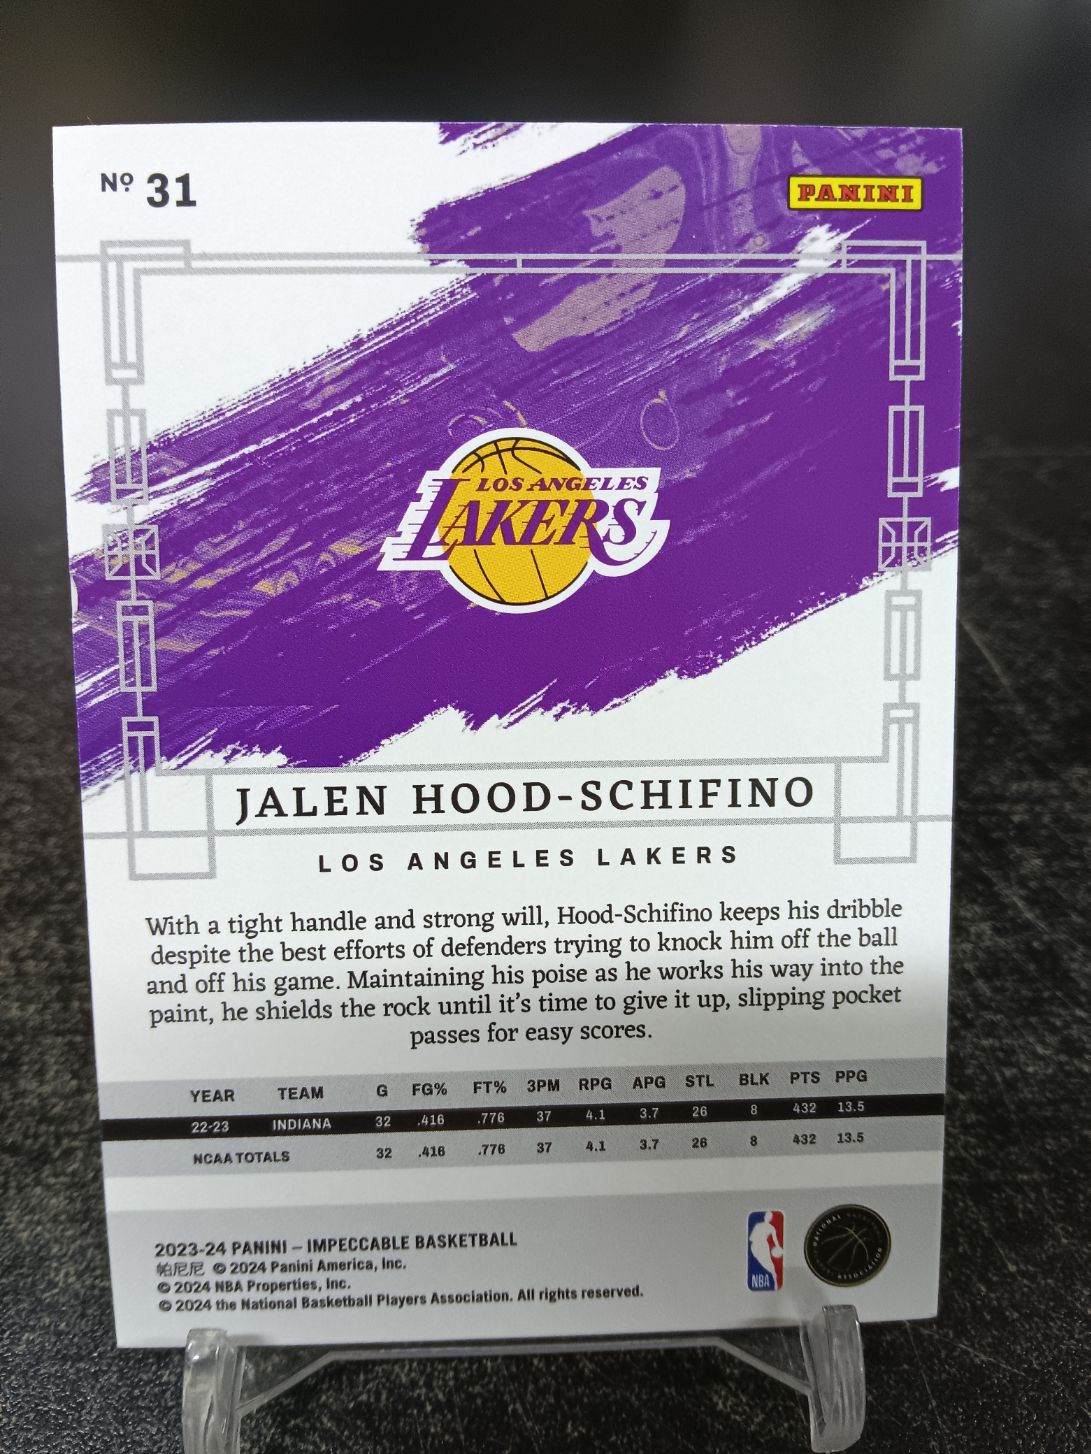 Nº 31
PANINI
LOS ANGELES
LAKERS
JALEN HOOD-SCHIFINO
LOS ANGELES LAKERS
With a tight handle and strong will, Hood-Schifino keeps his dribble
despite the best efforts of defenders trying to knock him off the ball
and off his game. Maintaining his poise as he works his way into the
paint, he shields the rock until it's time to give it up, slipping pocket
passes for easy scores.
YEAR TEAM G FG% FT% 3PM RPG APG STL BLK PTS PPG
22-23 INDIANA 32 .416 .776 37 4.1 3.7 26 8 432 13.5
NCAA TOTALS 32 .416 .776 37 4.1 3.7 26 8 432 13.5
2023-24 PANINI – IMPECCABLE BASKETBALL
帕尼尼 © 2024 Panini America, Inc.
© 2024 NBA Properties, Inc.
© 2024 the National Basketball Players Association. All rights reserved.
NBA
NATIONAL BASKETBALL
ASSOCIATION